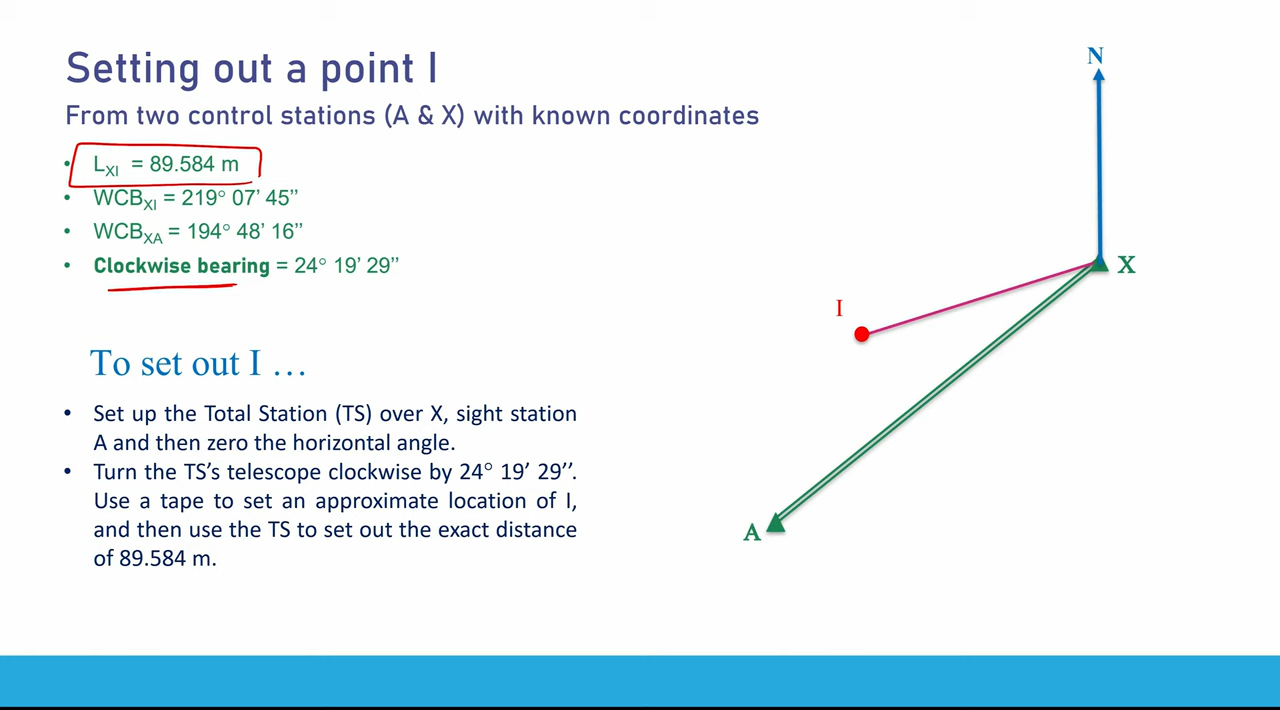 Setting out a point I
From two control stations (A & X) with known coordinates
• L_XI = 89.584 m
• WCB_XI = 219° 07’ 45’’
• WCB_XA = 194° 48’ 16’’
• Clockwise bearing = 24° 19’ 29’’
To set out I …
• Set up the Total Station (TS) over X, sight station
A and then zero the horizontal angle.
• Turn the TS’s telescope clockwise by 24° 19’ 29’’.
Use a tape to set an approximate location of I,
and then use the TS to set out the exact distance
of 89.584 m.
N
X
I
A